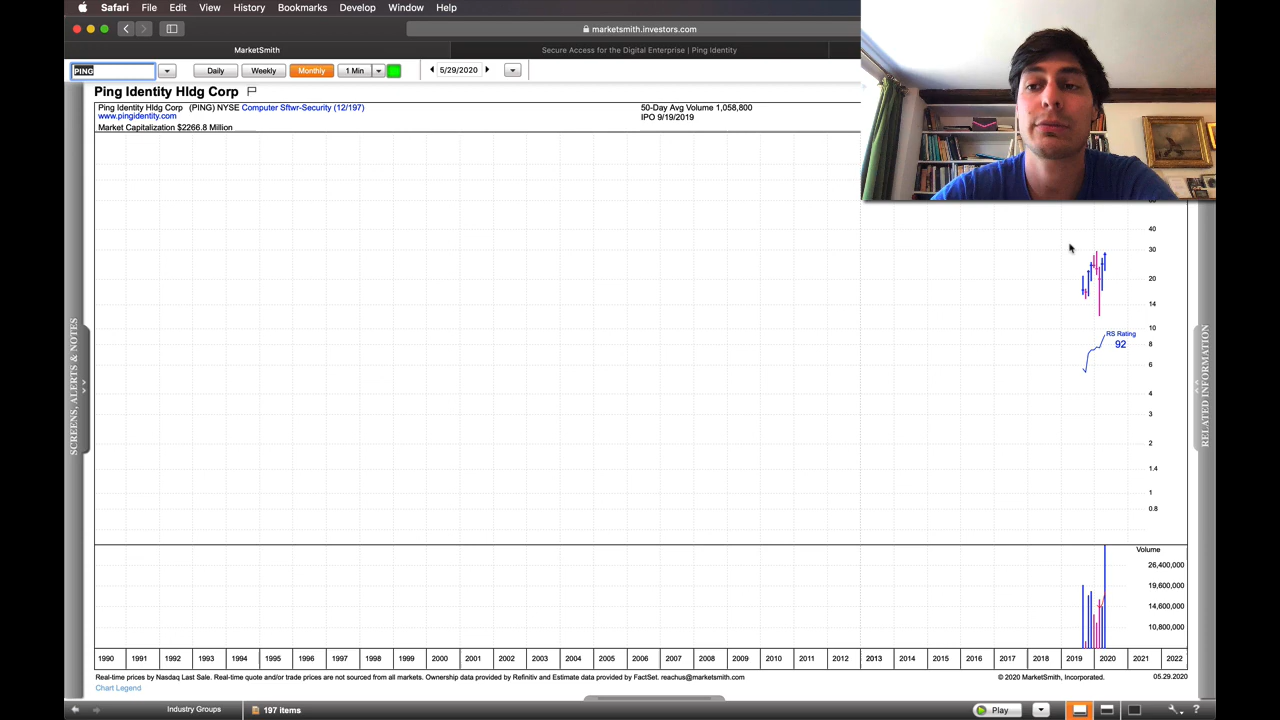 Safari File Edit View History Bookmarks Develop Window Help
marketsmith.investors.com
MarketSmith Secure Access for the Digital Enterprise | Ping Identity
PING Daily Weekly Monthly 1 Min 5/29/2020
Ping Identity Hldg Corp
Ping Identity Hldg Corp (PING) NYSE Computer Sftwr-Security (12/197) 50-Day Avg Volume 1,058,800
www.pingidentity.com IPO 9/19/2019
Market Capitalization $2266.8 Million
40
30
20
14
10
RS Rating
92
8
6
4
3
2
1.4
1
0.8
SCREENS, ALERTS & NOTES
RELATED INFORMATION
Volume
26,400,000
19,600,000
14,600,000
10,800,000
1990 1991 1992 1993 1994 1995 1996 1997 1998 1999 2000 2001 2002 2003 2004 2005 2006 2007 2008 2009 2010 2011 2012 2013 2014 2015 2016 2017 2018 2019 2020 2021 2022
Real-time prices by Nasdaq Last Sale. Real-time quote and/or trade prices are not sourced from all markets. Ownership data provided by Refinitiv and Estimate data provided by FactSet. reachus@marketsmith.com © 2020 MarketSmith, Incorporated. 05.29.2020
Chart Legend
Industry Groups 197 items Play ?